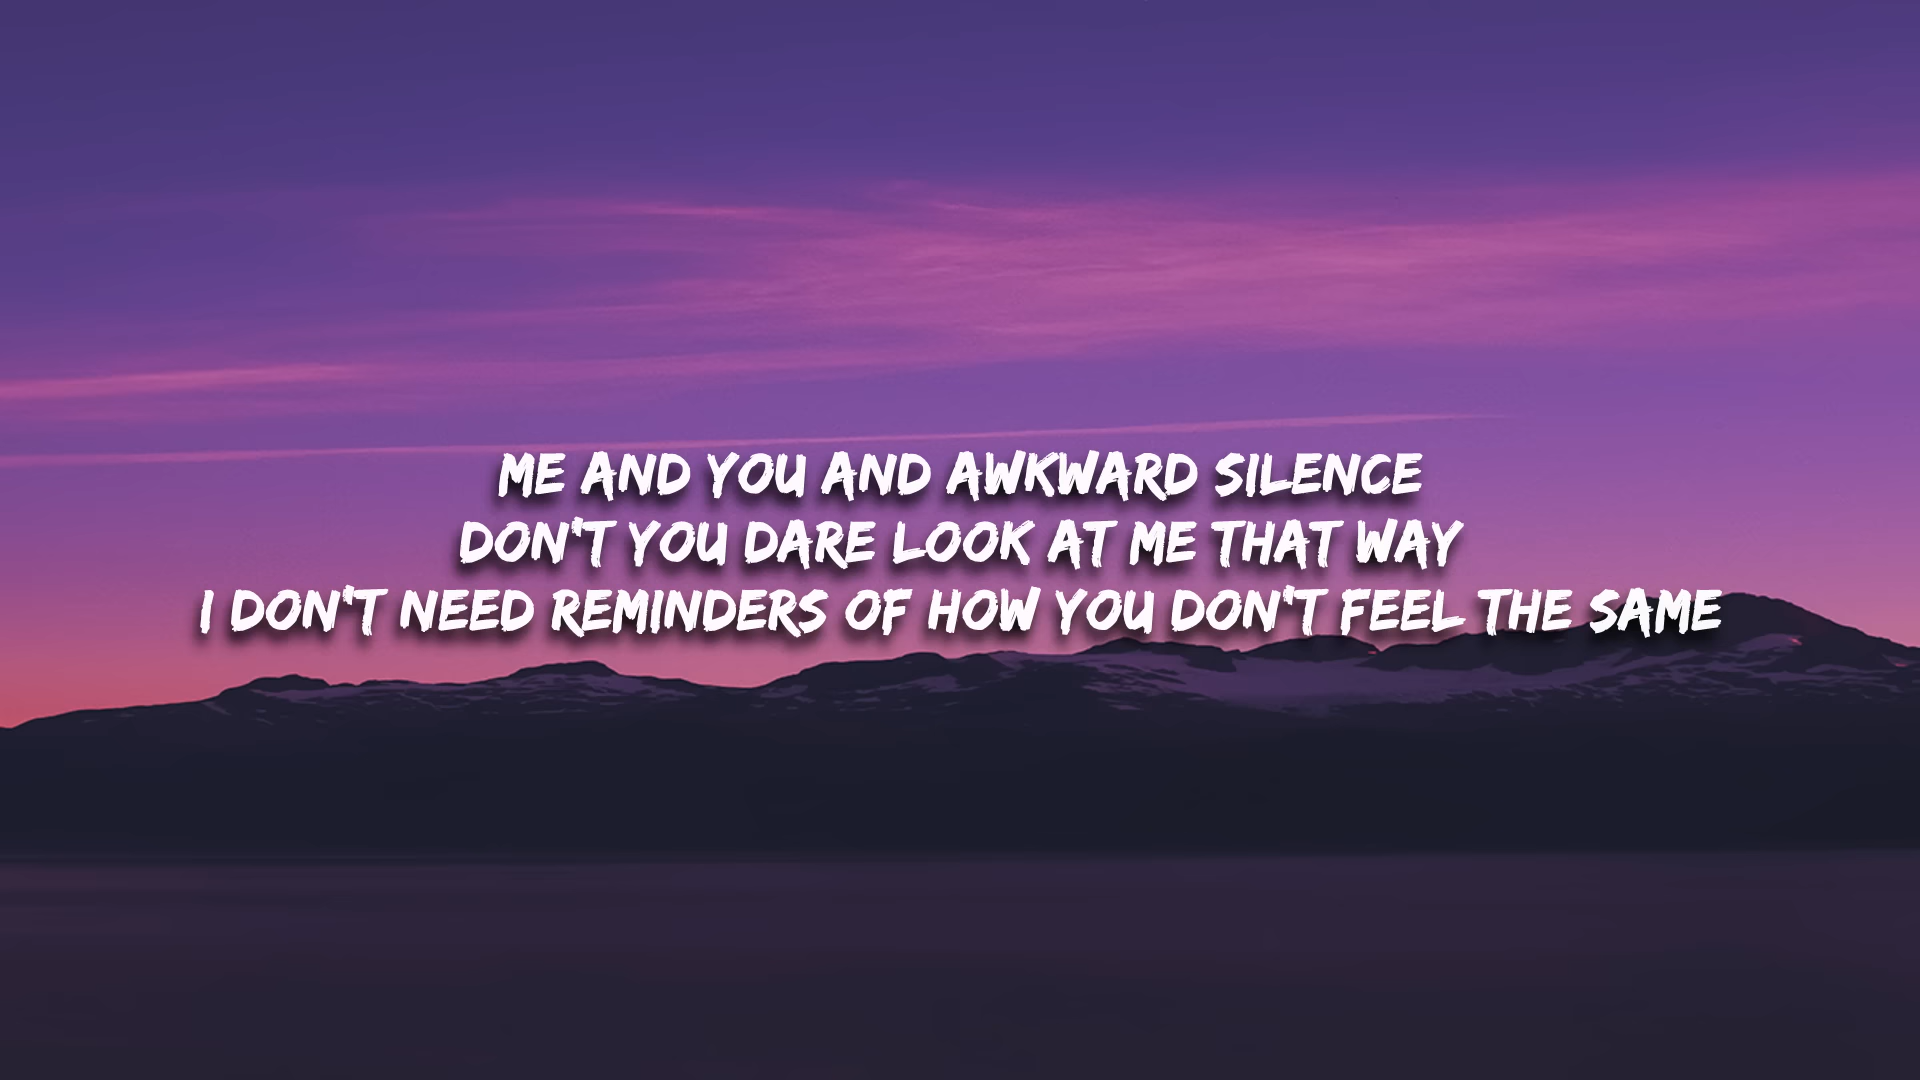 ME AND YOU AND AWKWARD SILENCE
DON'T YOU DARE LOOK AT ME THAT WAY
I DON'T NEED REMINDERS OF HOW YOU DON'T FEEL THE SAME